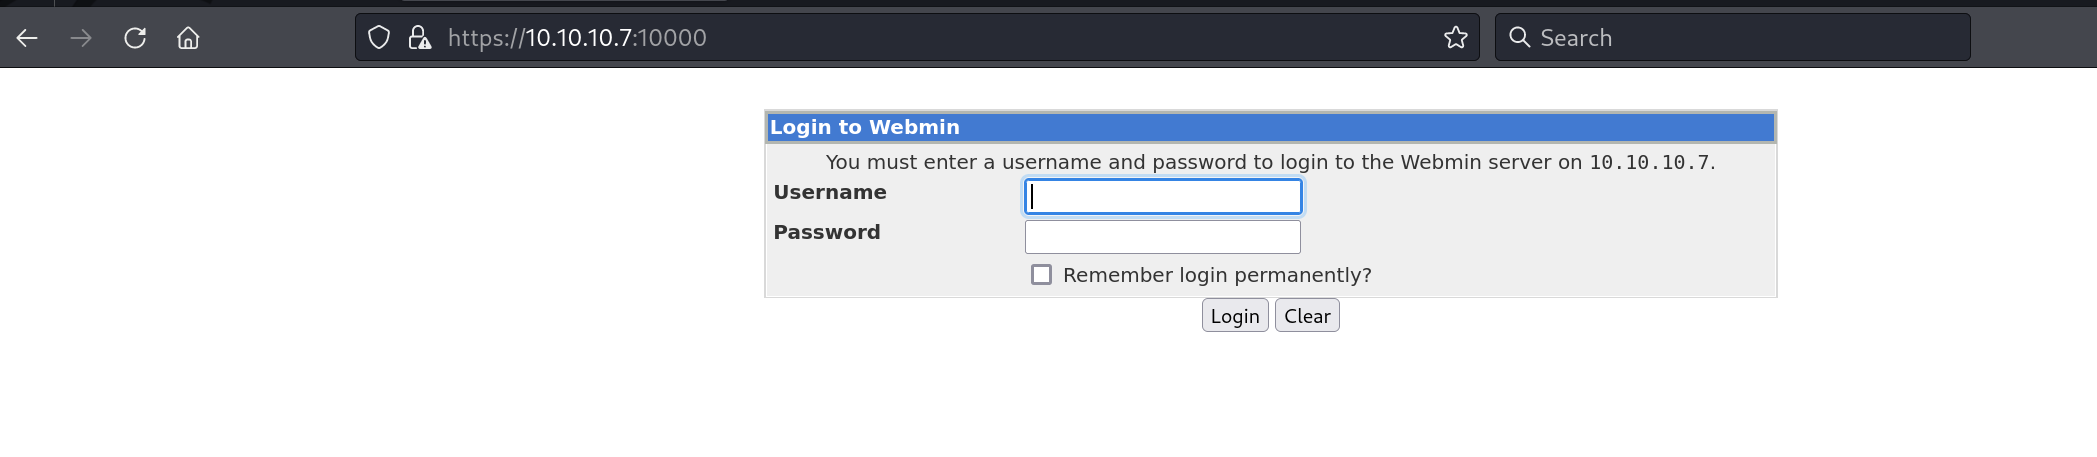 https://10.10.10.7:10000 Search
Login to Webmin
You must enter a username and password to login to the Webmin server on 10.10.10.7.
Username
Password
Remember login permanently?
Login Clear